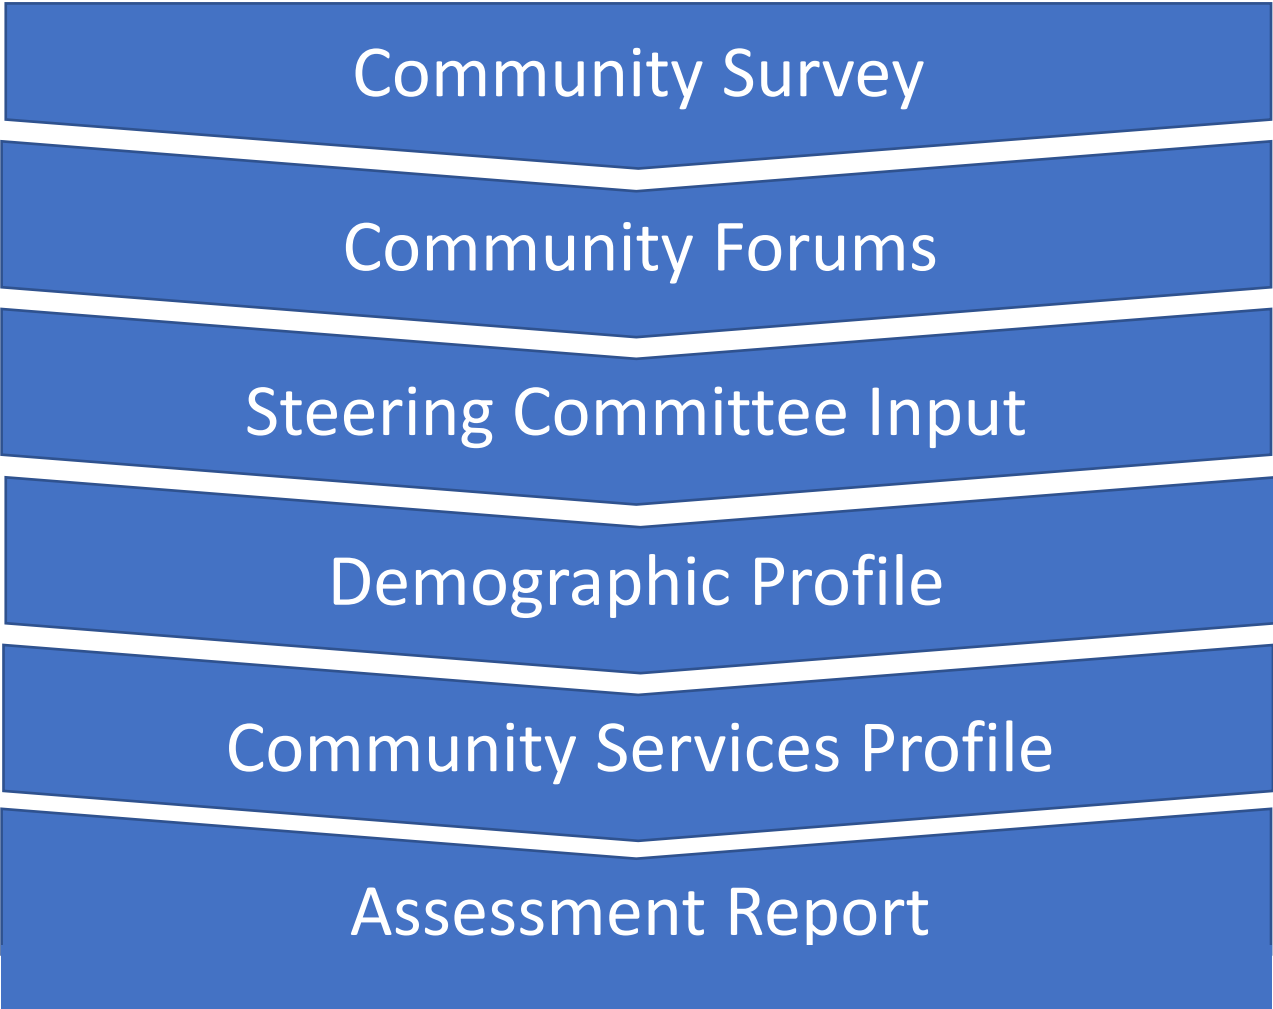 Community Survey
Community Forums
Steering Committee Input
Demographic Profile
Community Services Profile
Assessment Report